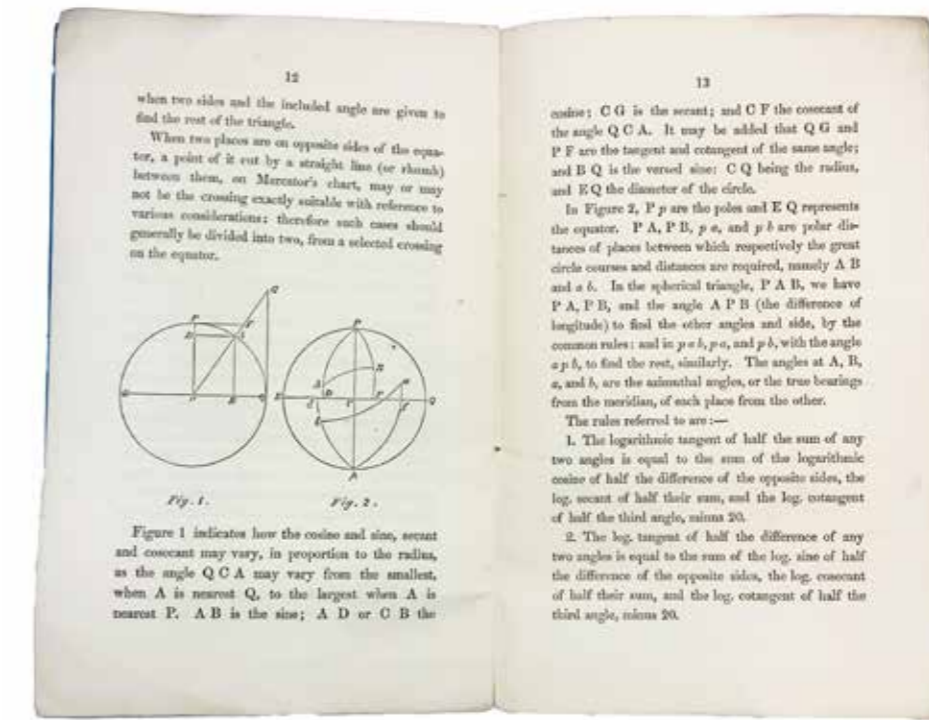 12
when two sides and the included angle are given to
find the rest of the triangle.
When two places are on opposite sides of the equa-
tor, a point of it cut by a straight line (or rhumb)
between them, on Mercator's chart, may or may
not be the crossing exactly suitable with reference to
various considerations; therefore such cases should
generally be divided into two, from a selected crossing
on the equator.
Fig. 1.
Fig. 2.
Figure 1 indicates how the cosine and sine, secant
and cosecant may vary, in proportion to the radius,
as the angle Q C A may vary from the smallest,
when A is nearest Q, to the largest when A is
nearest P. A B is the sine; A D or C B the
13
cosine; C G is the secant; and C F the cosecant of
the angle Q C A. It may be added that Q G and
P F are the tangent and cotangent of the same angle;
and B Q is the versed sine: C Q being the radius,
and E Q the diameter of the circle.
In Figure 2, P p are the poles and E Q represents
the equator. P A, P B, p a, and p b are polar dis-
tances of places between which respectively the great
circle courses and distances are required, namely A B
and a b. In the spherical triangle, P A B, we have
P A, P B, and the angle A P B (the difference of
longitude) to find the other angles and side, by the
common rules: and in p a b, p a, and p b, with the angle
a p b, to find the rest, similarly. The angles at A, B,
a, and b, are the azimuthal angles, or the true bearings
from the meridian, of each place from the other.
The rules referred to are:—
1. The logarithmic tangent of half the sum of any
two angles is equal to the sum of the logarithmic
cosine of half the difference of the opposite sides, the
log. secant of half their sum, and the log. cotangent
of half the third angle, minus 20.
2. The log. tangent of half the difference of any
two angles is equal to the sum of the log. sine of half
the difference of the opposite sides, the log. cosecant
of half their sum, and the log. cotangent of half the
third angle, minus 20.